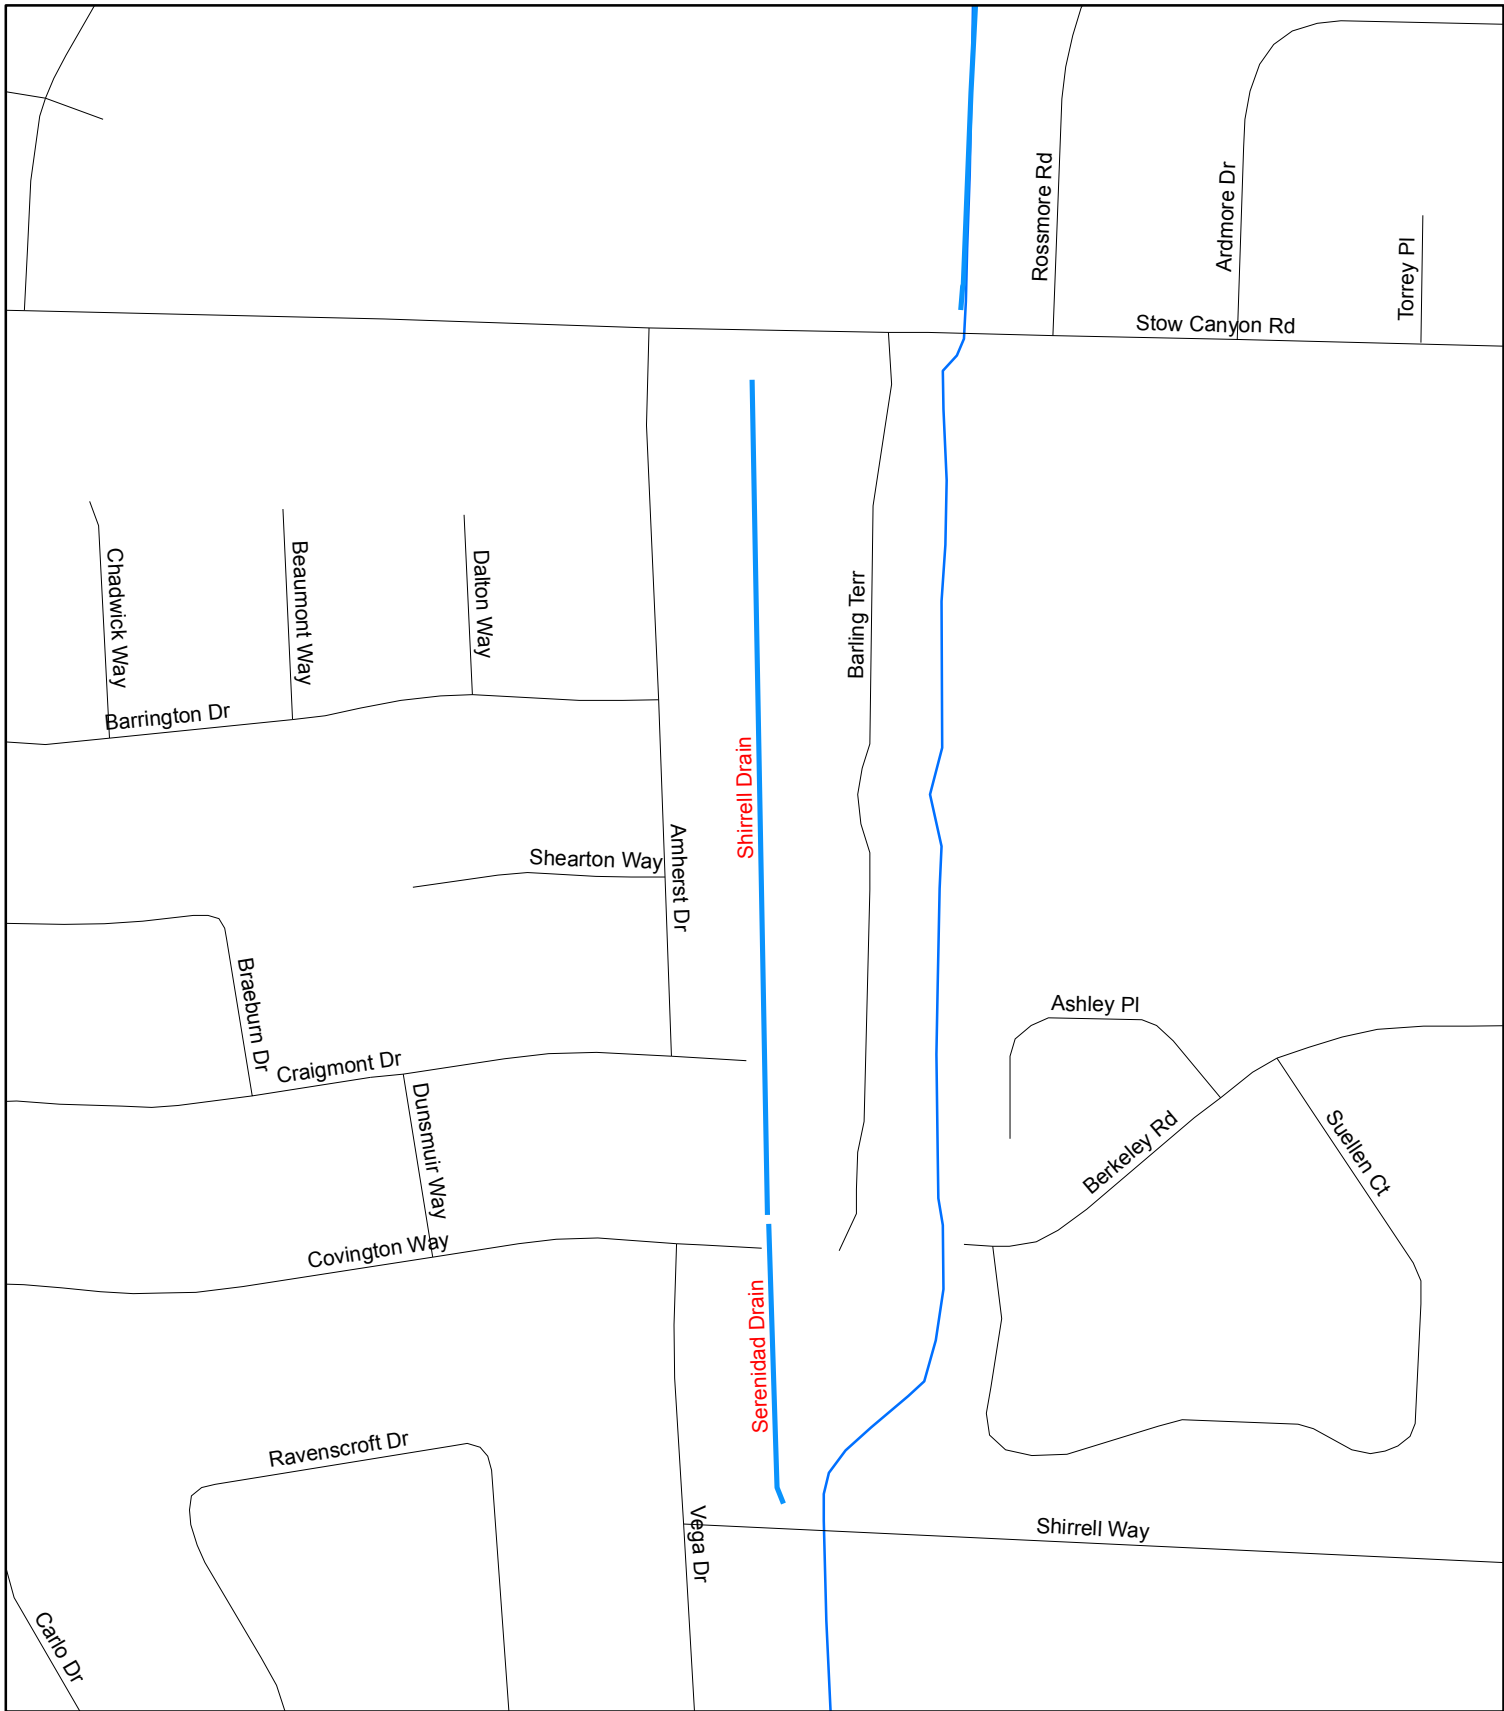 Rossmore Rd
Ardmore Dr
Torrey Pl
Stow Canyon Rd
Chadwick Way
Beaumont Way
Dalton Way
Barling Terr
Barrington Dr
Shirrell Drain
Shearton Way
Amherst Dr
Braeburn Dr
Ashley Pl
Craigmont Dr
Dunsmuir Way
Berkeley Rd
Suellen Ct
Covington Way
Serenidad Drain
Ravenscroft Dr
Vega Dr
Shirrell Way
Carlo Dr